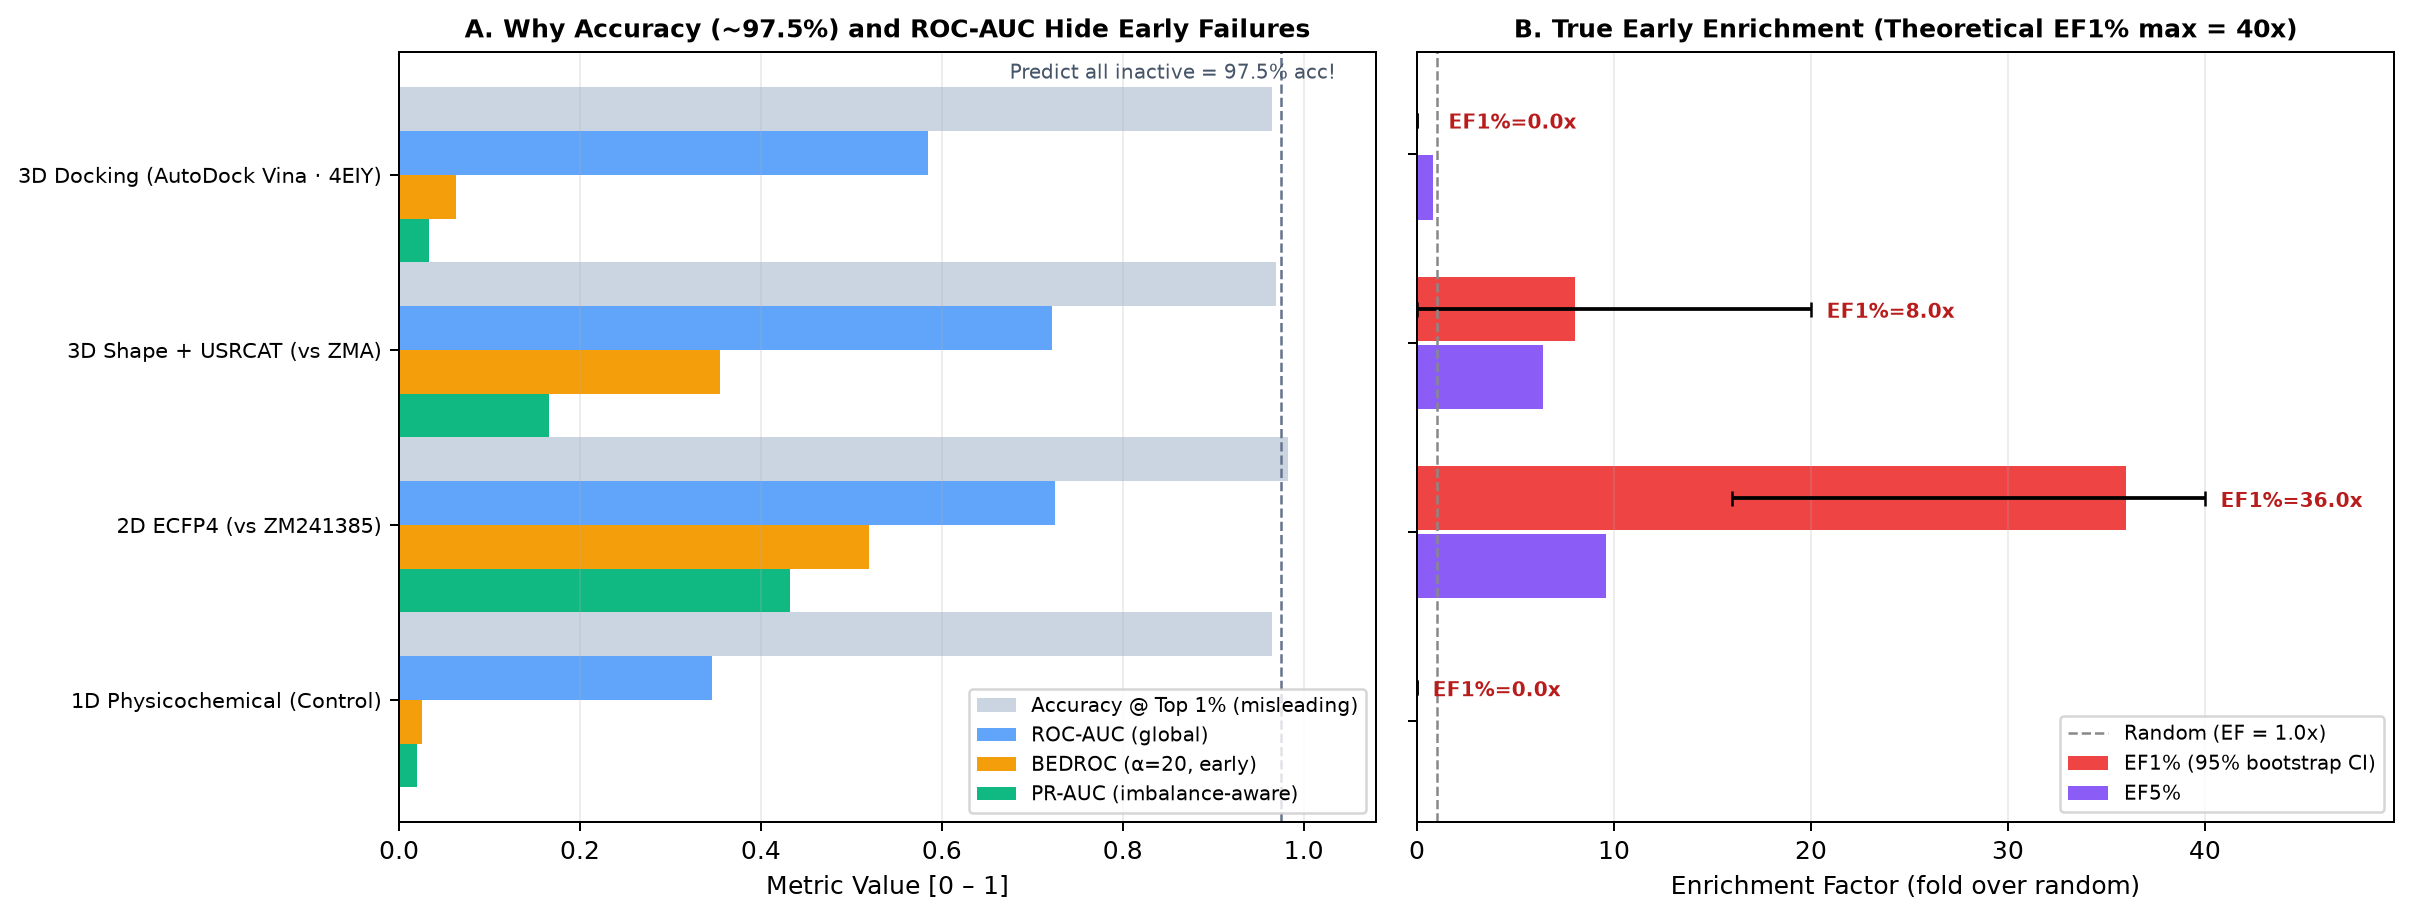 A. Why Accuracy (~97.5%) and ROC-AUC Hide Early Failures
Predict all inactive = 97.5% acc!
3D Docking (AutoDock Vina · 4EIY)
3D Shape + USRCAT (vs ZMA)
2D ECFP4 (vs ZM241385)
1D Physicochemical (Control)
Accuracy @ Top 1% (misleading)
ROC-AUC (global)
BEDROC (α=20, early)
PR-AUC (imbalance-aware)
0.0 0.2 0.4 0.6 0.8 1.0
Metric Value [0 – 1]
B. True Early Enrichment (Theoretical EF1% max = 40x)
EF1%=0.0x
EF1%=8.0x
EF1%=36.0x
EF1%=0.0x
Random (EF = 1.0x)
EF1% (95% bootstrap CI)
EF5%
0 10 20 30 40
Enrichment Factor (fold over random)